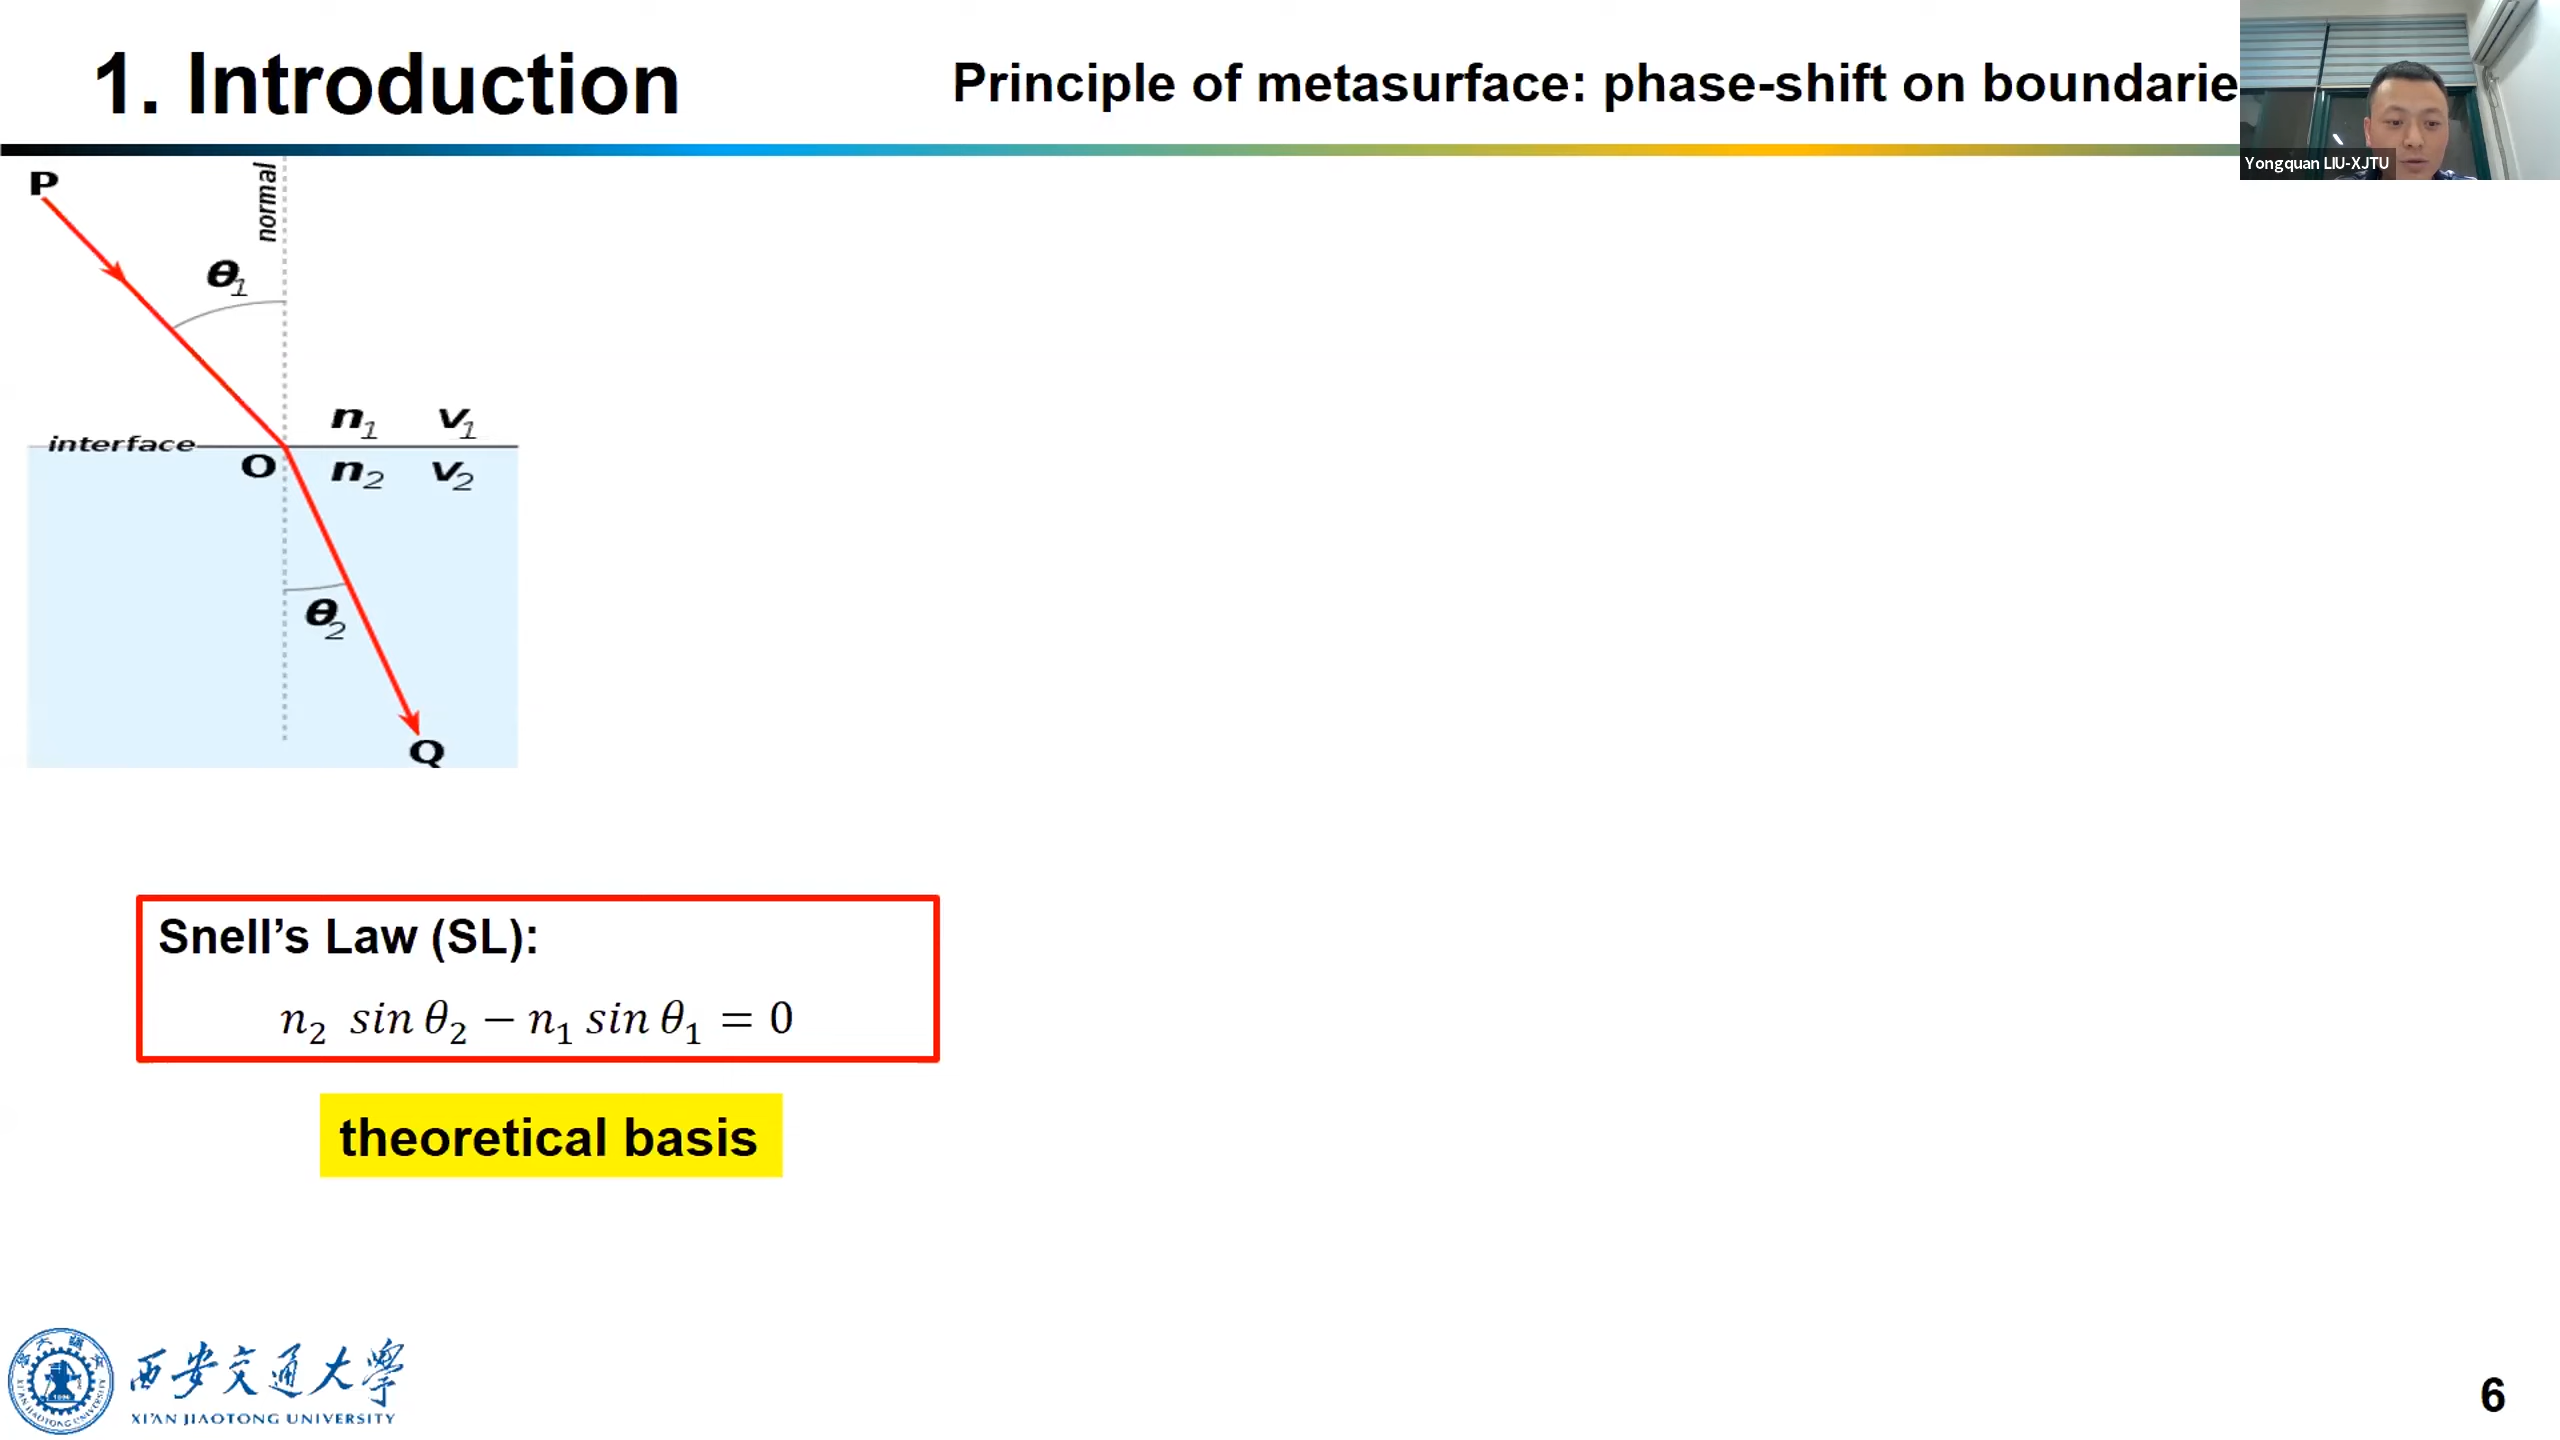 1. Introduction
Principle of metasurface: phase-shift on boundarie
Yongquan LIU-XJTU
P
normal
θ1
n1 v1
interface
O
n2 v2
θ2
Q
Snell’s Law (SL):
n₂ sin θ₂ − n₁ sin θ₁ = 0
theoretical basis
西安交通大学
XI'AN JIAOTONG UNIVERSITY
6